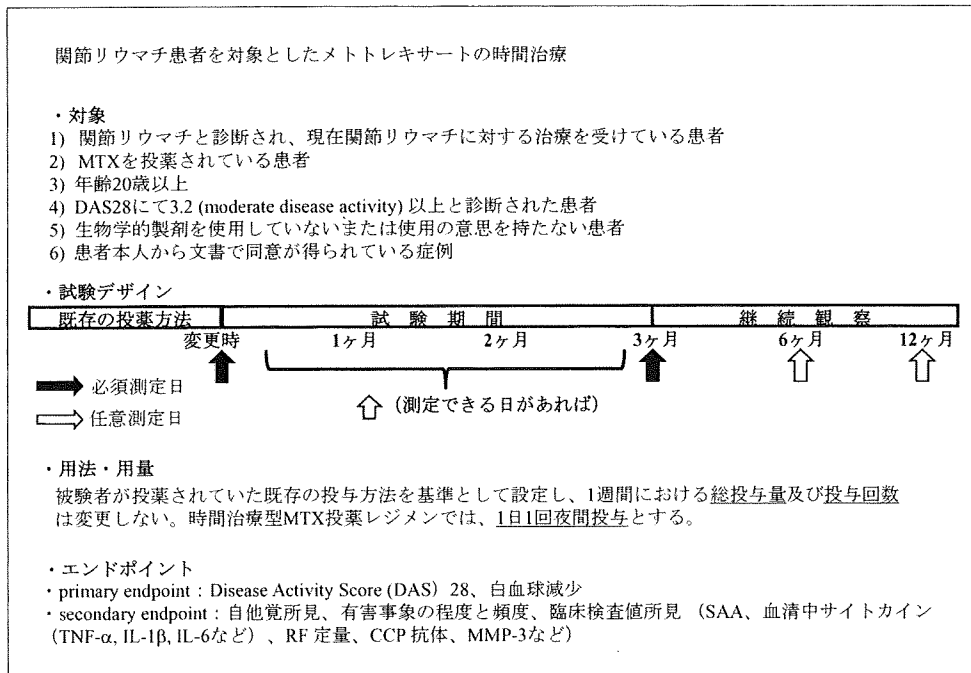 関節リウマチ患者を対象としたメトトレキサートの時間治療
・対象
1) 関節リウマチと診断され、現在関節リウマチに対する治療を受けている患者
2) MTXを投薬されている患者
3) 年齢20歳以上
4) DAS28にて3.2 (moderate disease activity) 以上と診断された患者
5) 生物学的製剤を使用していないまたは使用の意思を持たない患者
6) 患者本人から文書で同意が得られている症例
・試験デザイン
既存の投薬方法 試験期間 継続観察
変更時 1ヶ月 2ヶ月 3ヶ月 6ヶ月 12ヶ月
必須測定日
(測定できる日があれば)
任意測定日
・用法・用量
被験者が投薬されていた既存の投与方法を基準として設定し、1週間における総投与量及び投与回数
は変更しない。時間治療型MTX投薬レジメンでは、1日1回夜間投与とする。
・エンドポイント
・primary endpoint：Disease Activity Score (DAS) 28、白血球減少
・secondary endpoint：自他覚所見、有害事象の程度と頻度、臨床検査値所見 （SAA、血清中サイトカイン
（TNF-α, IL-1β, IL-6など）、RF 定量、CCP 抗体、MMP-3など）